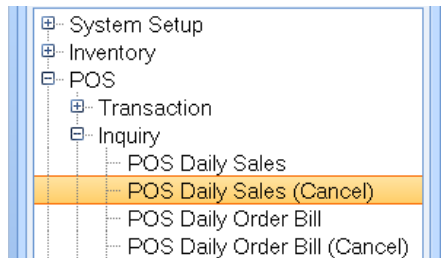 System Setup
Inventory
POS
Transaction
Inquiry
POS Daily Sales
POS Daily Sales (Cancel)
POS Daily Order Bill
POS Daily Order Bill (Cancel)